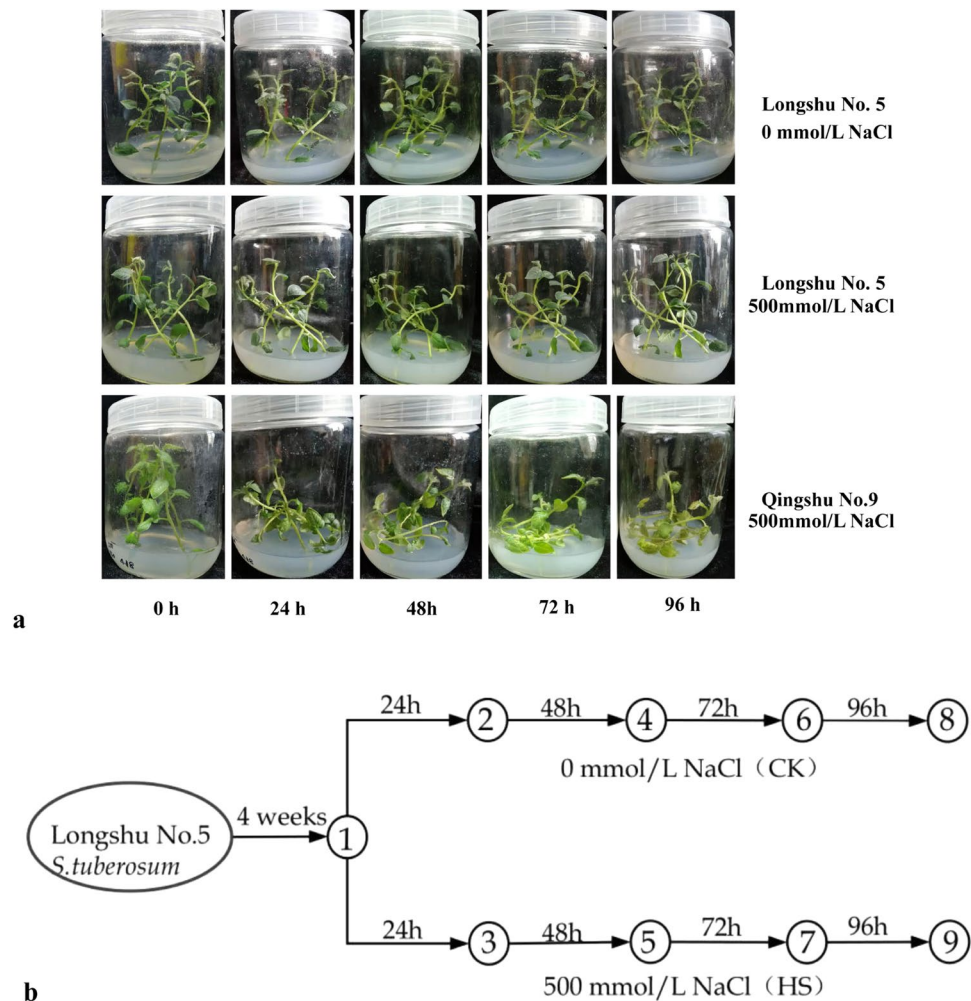 Longshu No. 5
0 mmol/L NaCl
Longshu No. 5
500mmol/L NaCl
Qingshu No.9
500mmol/L NaCl
0 h
24 h
48h
72 h
96 h
a
24h
2
48h
4
72h
6
96h
8
0 mmol/L NaCl（CK）
Longshu No.5
S.tuberosum
4 weeks
1
24h
3
48h
5
72h
7
96h
9
500 mmol/L NaCl（HS）
b